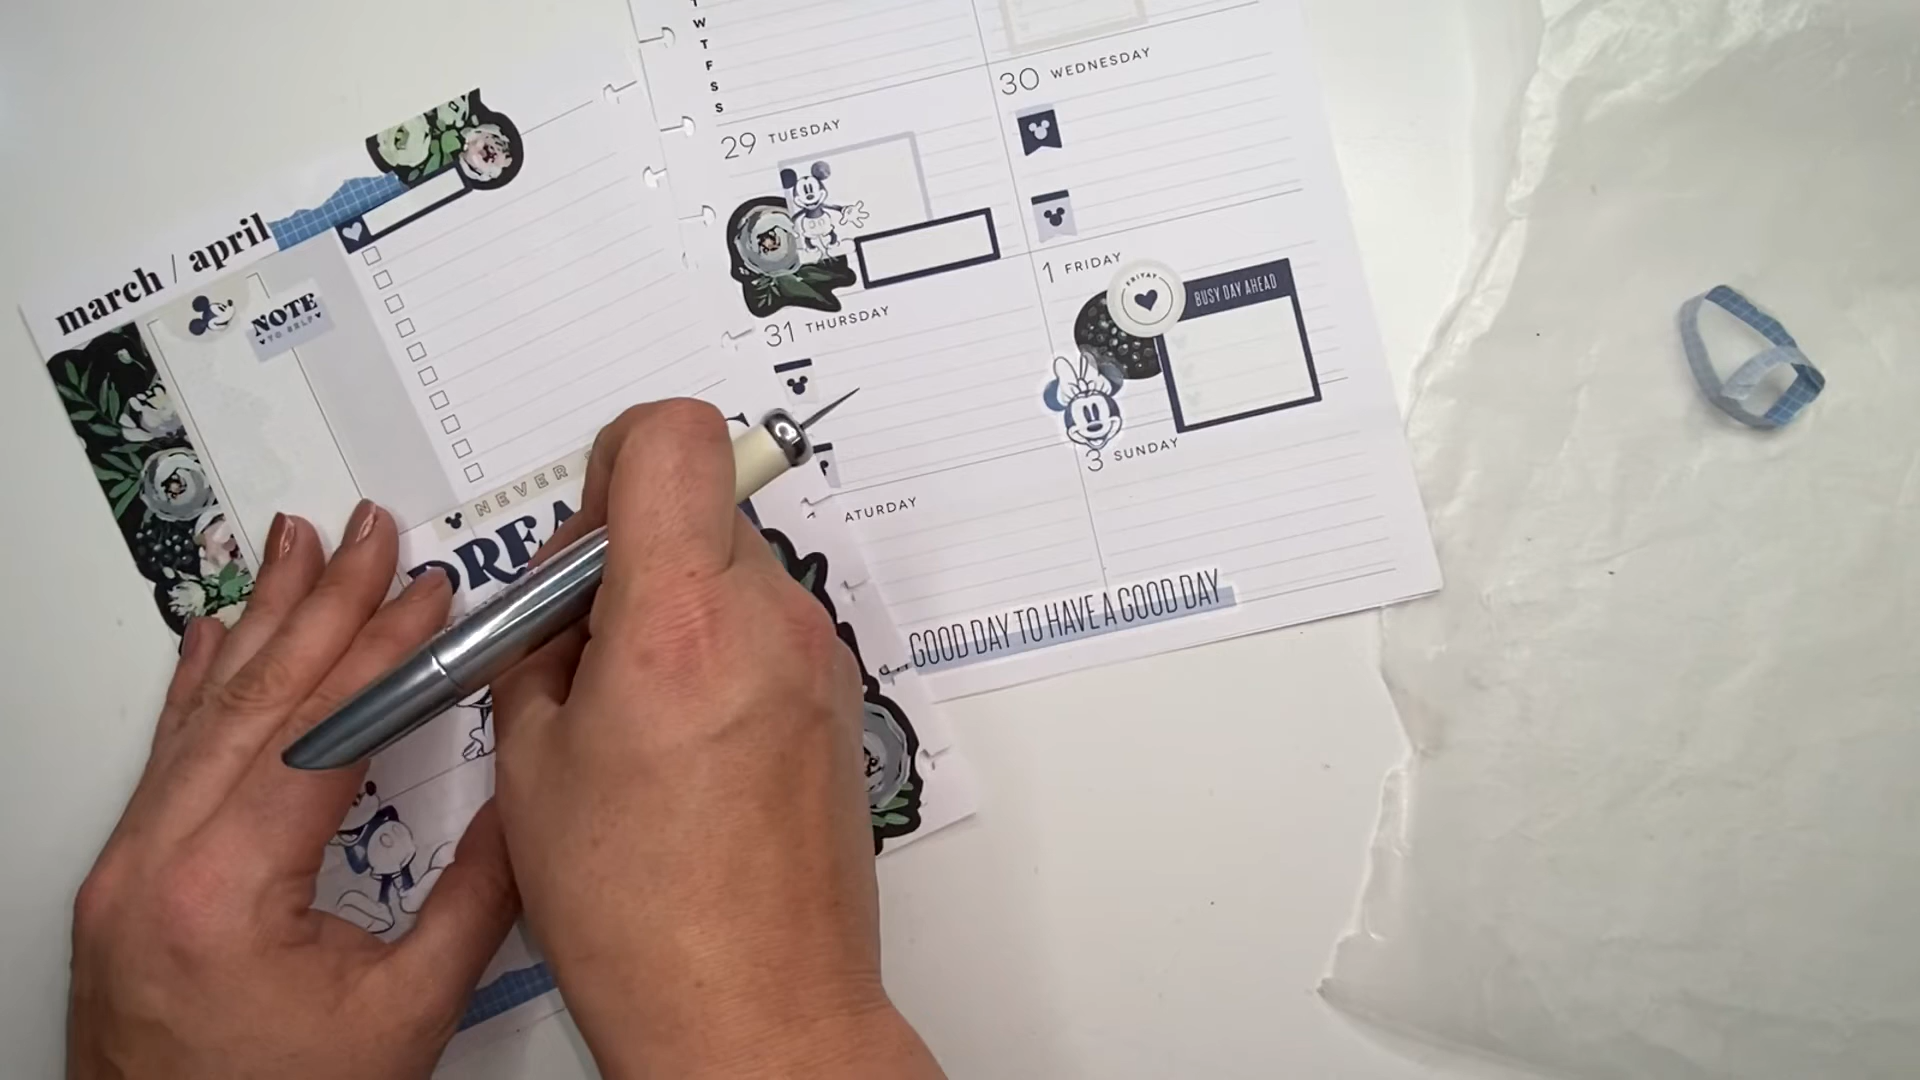 march / april
NOTE
TO SELF
NEVER
W
T
F
S
S
29 TUESDAY
30 WEDNESDAY
31 THURSDAY
1 FRIDAY
FRIYAY
BUSY DAY AHEAD
3 SUNDAY
GOOD DAY TO HAVE A GOOD DAY